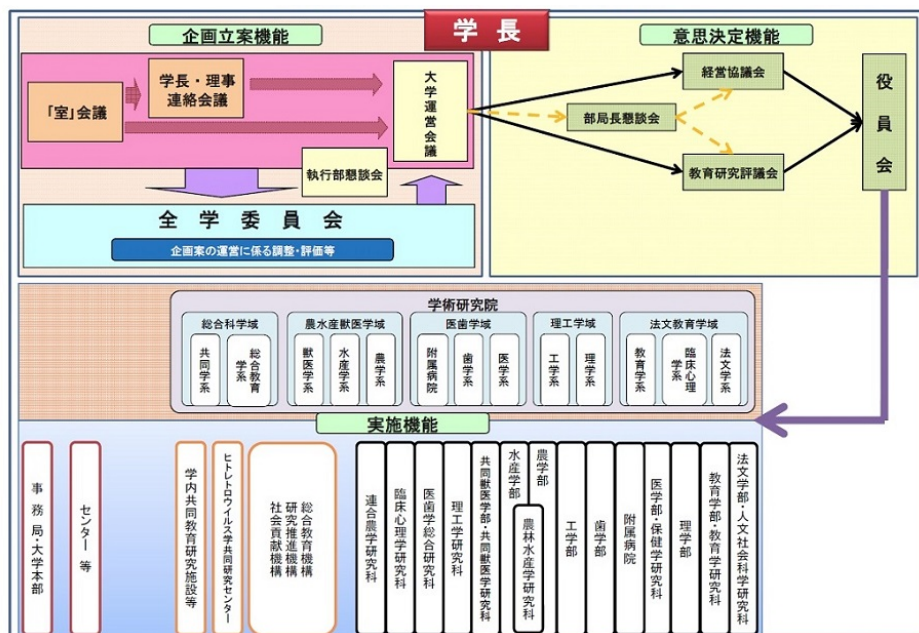 学長
企画立案機能
意思決定機能
「室」会議
学長・理事
連絡会議
大学運営会議
執行部懇談会
全学委員会
企画案の運営に係る調整・評価等
経営協議会
部局長懇談会
教育研究評議会
役員会
学術研究院
総合科学域
共同学系
総合教育
学系
農水産獣医学域
獣医学系
水産学系
農学系
医歯学域
附属病院
歯学系
医学系
理工学域
工学系
理学系
法文教育学域
教育学系
臨床心理
学系
法文学系
実施機能
事務局・大学本部
センター等
学内共同教育研究施設等
ヒトレトロウイルス学共同研究センター
総合教育機構
研究推進機構
社会貢献機構
連合農学研究科
臨床心理学研究科
医歯学総合研究科
理工学研究科
共同獣医学部・共同獣医学研究科
水産学部
農学部
農林水産学研究科
工学部
歯学部
附属病院
医学部・保健学研究科
理学部
教育学部・教育学研究科
法文学部・人文社会科学研究科